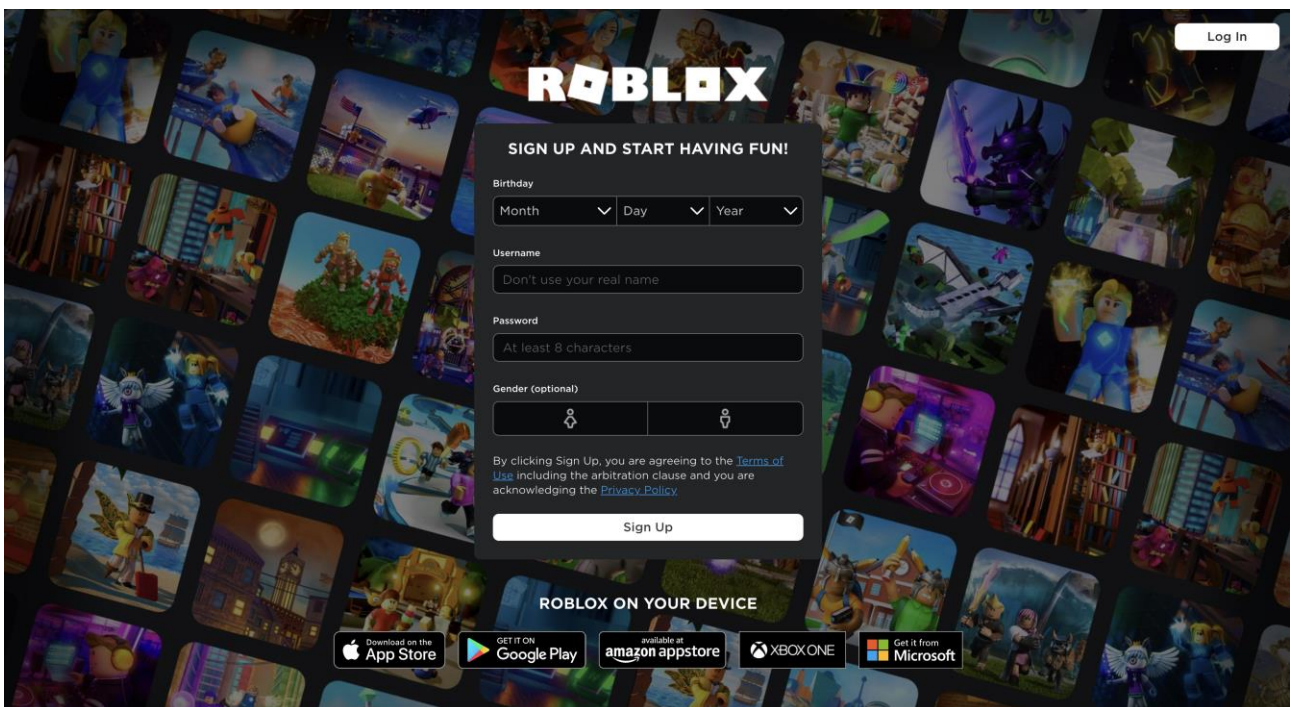 Log In
ROBLOX
SIGN UP AND START HAVING FUN!
Birthday
Month Day Year
Username
Don't use your real name
Password
At least 8 characters
Gender (optional)
By clicking Sign Up, you are agreeing to the Terms of
Use including the arbitration clause and you are
acknowledging the Privacy Policy
Sign Up
ROBLOX ON YOUR DEVICE
Download on the
App Store
GET IT ON
Google Play
available at
amazon appstore
XBOX ONE
Get it from
Microsoft